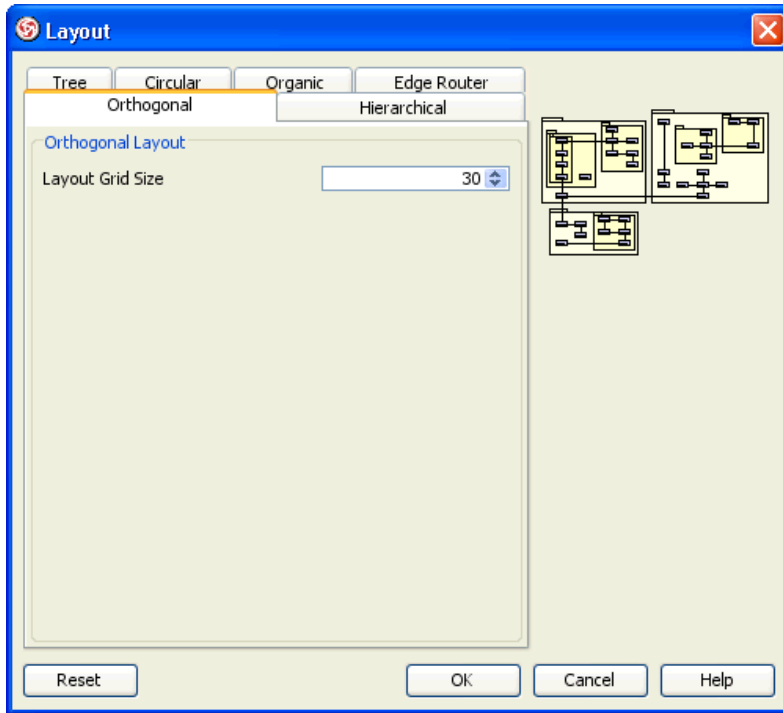 Layout
Tree Circular Organic Edge Router
Orthogonal Hierarchical
Orthogonal Layout
Layout Grid Size 30
Reset OK Cancel Help